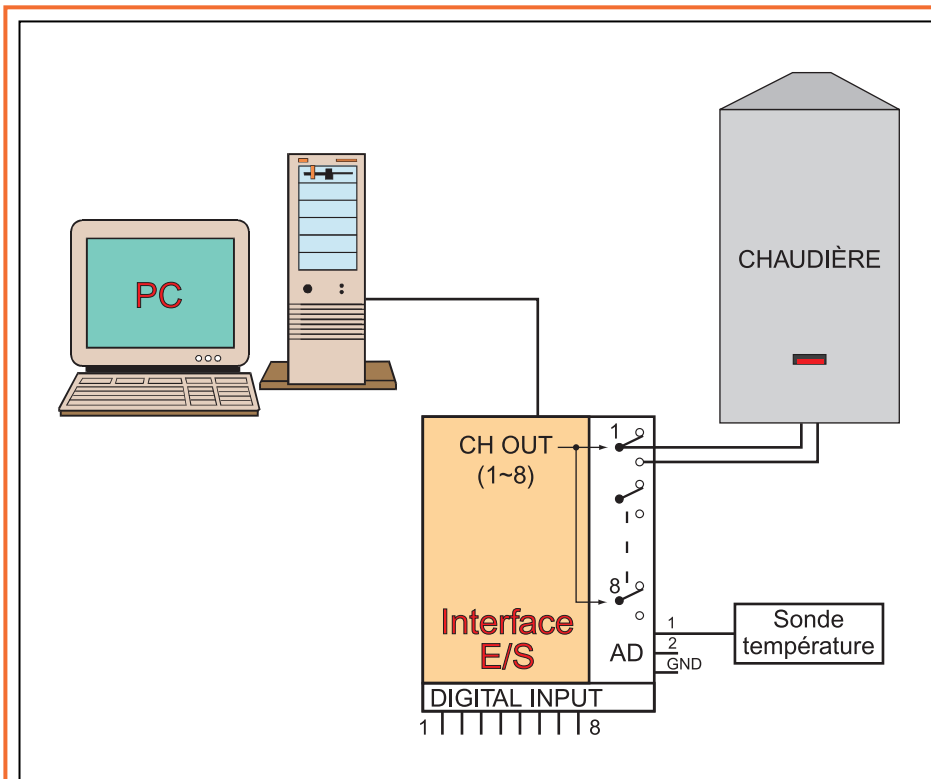 PC
CHAUDIÈRE
CH OUT
(1~8)
1
8
Interface
E/S
AD
1
2
GND
Sonde
température
DIGITAL INPUT
1
8